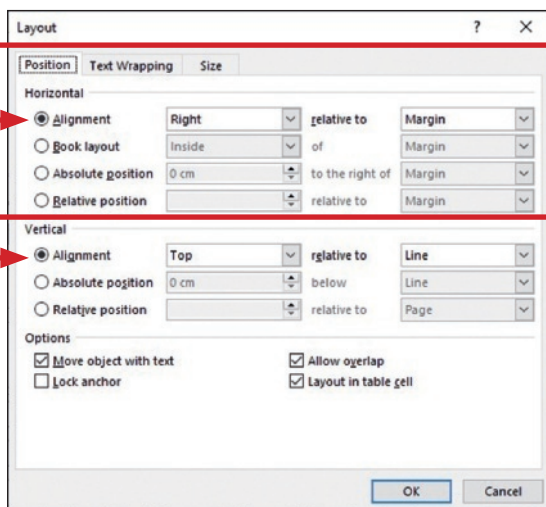 Layout ? ×
Position Text Wrapping Size
Horizontal
Alignment Right relative to Margin
Book layout Inside of Margin
Absolute position 0 cm to the right of Margin
Relative position relative to Margin
Vertical
Alignment Top relative to Line
Absolute position 0 cm below Line
Relative position relative to Page
Options
Move object with text Allow overlap
Lock anchor Layout in table cell
OK Cancel